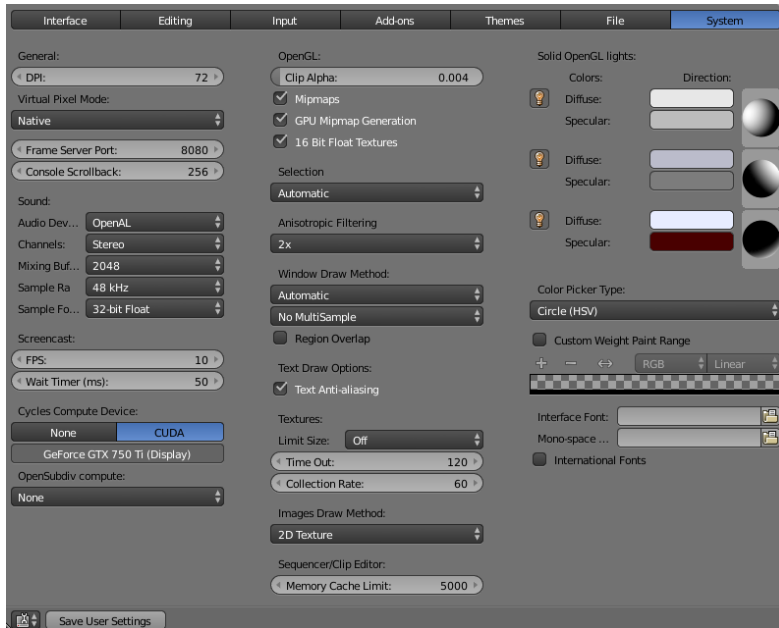 Interface Editing Input Add-ons Themes File System
General:
DPI: 72
Virtual Pixel Mode:
Native
Frame Server Port: 8080
Console Scrollback: 256
Sound:
Audio Dev... OpenAL
Channels: Stereo
Mixing Buf... 2048
Sample Ra 48 kHz
Sample Fo... 32-bit Float
Screencast:
FPS: 10
Wait Timer (ms): 50
Cycles Compute Device:
None CUDA
GeForce GTX 750 Ti (Display)
OpenSubdiv compute:
None
OpenGL:
Clip Alpha: 0.004
Mipmaps
GPU Mipmap Generation
16 Bit Float Textures
Selection
Automatic
Anisotropic Filtering
2x
Window Draw Method:
Automatic
No MultiSample
Region Overlap
Text Draw Options:
Text Anti-aliasing
Textures:
Limit Size: Off
Time Out: 120
Collection Rate: 60
Images Draw Method:
2D Texture
Sequencer/Clip Editor:
Memory Cache Limit: 5000
Solid OpenGL lights:
Colors: Direction:
Diffuse:
Specular:
Diffuse:
Specular:
Diffuse:
Specular:
Color Picker Type:
Circle (HSV)
Custom Weight Paint Range
RGB Linear
Interface Font:
Mono-space ...
International Fonts
Save User Settings